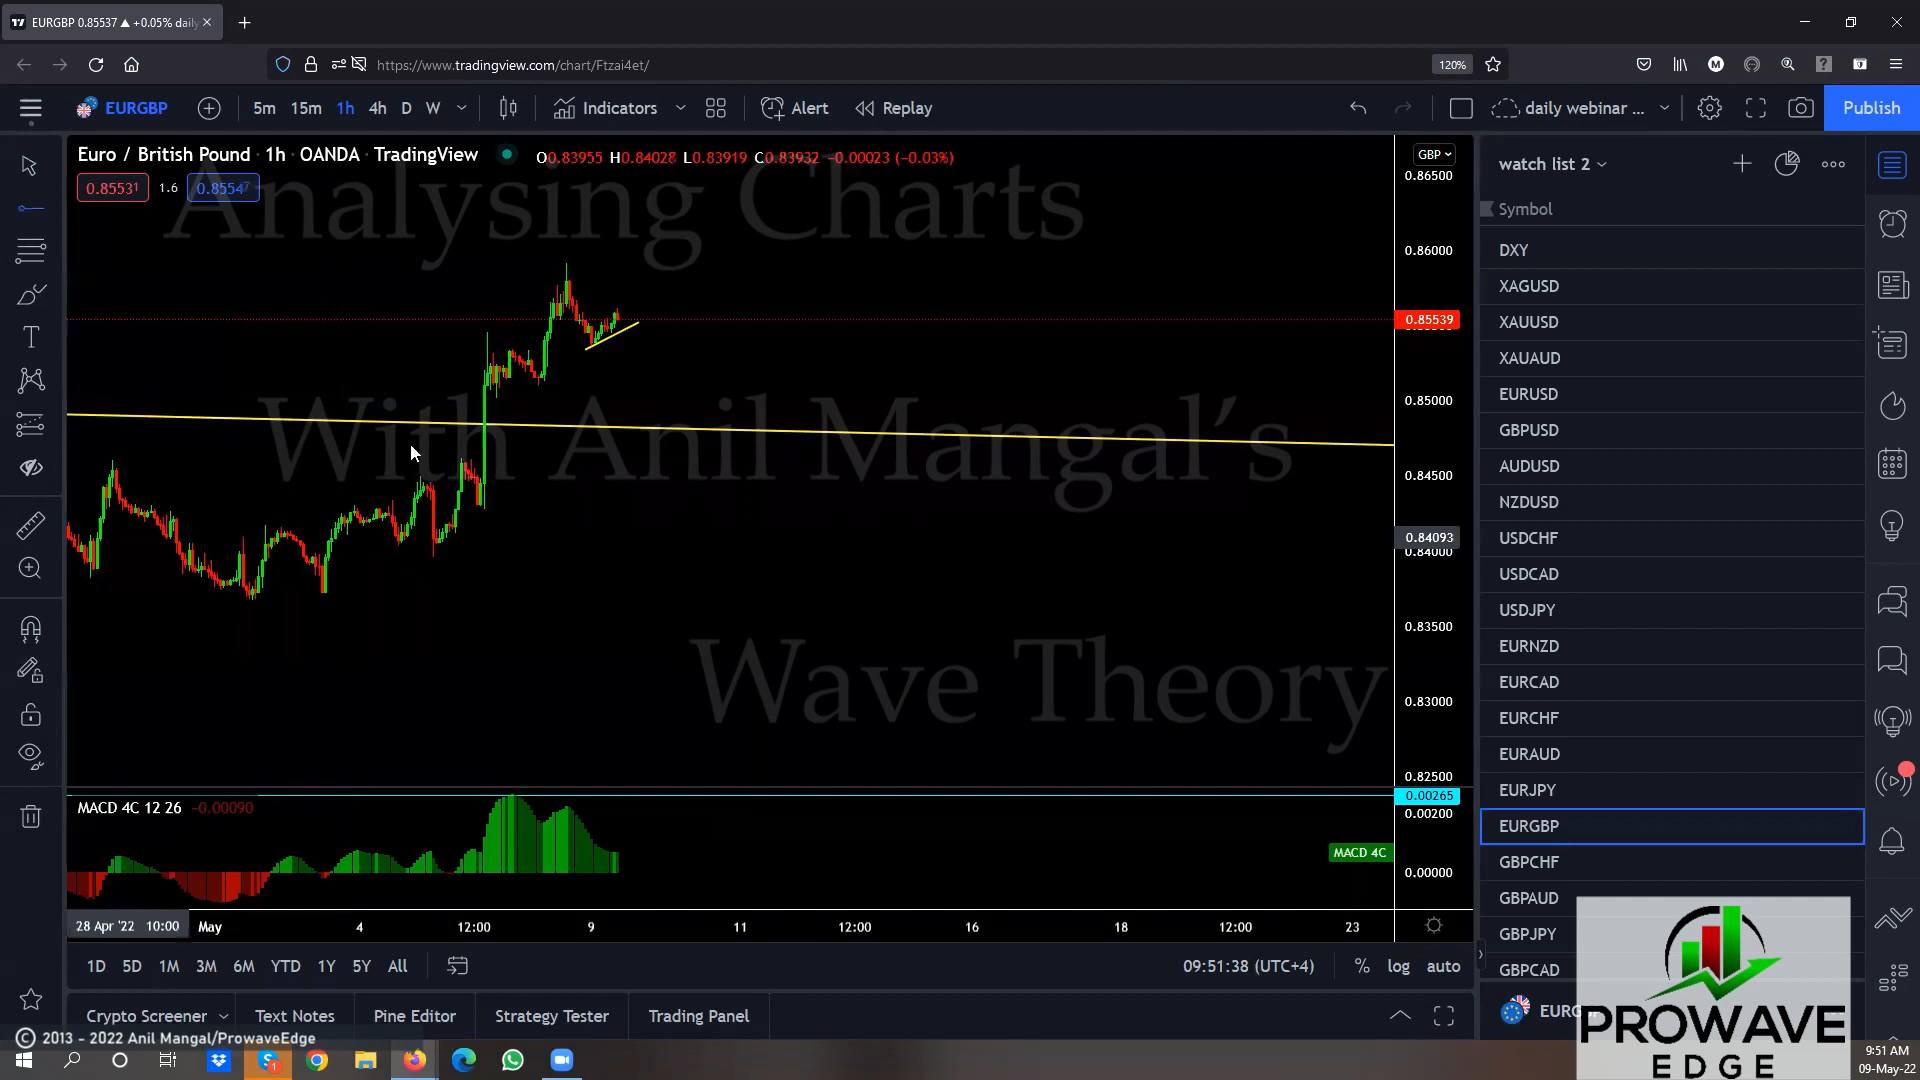 EURGBP 0.85537 ▲ +0.05% daily
https://www.tradingview.com/chart/Ftzai4et/
120%
EURGBP 5m 15m 1h 4h D W Indicators Alert Replay daily webinar ... Publish
Euro / British Pound · 1h · OANDA · TradingView O0.83955 H0.84028 L0.83919 C0.83932 -0.00023 (-0.03%)
GBP
0.85531 1.6 0.85547
Analysing Charts
With Anil Mangal's
Wave Theory
0.86500
0.86000
0.85539
0.85000
0.84500
0.84093
0.84000
0.83500
0.83000
0.82500
MACD 4C 12 26 -0.00090
0.00265
0.00200
MACD 4C
0.00000
28 Apr '22 10:00 May 4 12:00 9 11 12:00 16 18 12:00 23
1D 5D 1M 3M 6M YTD 1Y 5Y All 09:51:38 (UTC+4) % log auto
Crypto Screener Text Notes Pine Editor Strategy Tester Trading Panel
© 2013 - 2022 Anil Mangal/ProwaveEdge
watch list 2
Symbol
DXY
XAGUSD
XAUUSD
XAUAUD
EURUSD
GBPUSD
AUDUSD
NZDUSD
USDCHF
USDCAD
USDJPY
EURNZD
EURCAD
EURCHF
EURAUD
EURJPY
EURGBP
GBPCHF
GBPAUD
GBPJPY
GBPCAD
PROWAVE
EDGE
9:51 AM
09-May-22